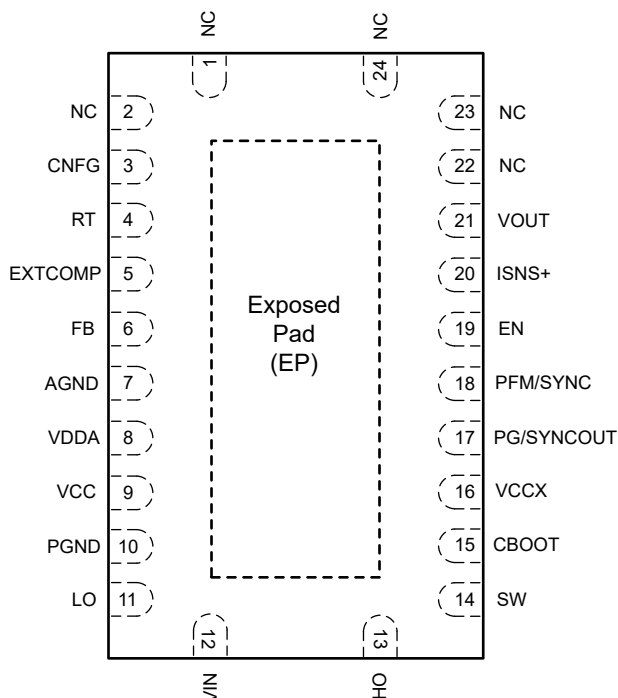 NC
NC
1
24
NC 2
23 NC
CNFG 3
22 NC
RT 4
21 VOUT
EXTCOMP 5
20 ISNS+
Exposed
Pad
(EP)
FB 6
19 EN
AGND 7
18 PFM/SYNC
VDDA 8
17 PG/SYNCOUT
VCC 9
16 VCCX
PGND 10
15 CBOOT
LO 11
14 SW
12
13
VIN
HO